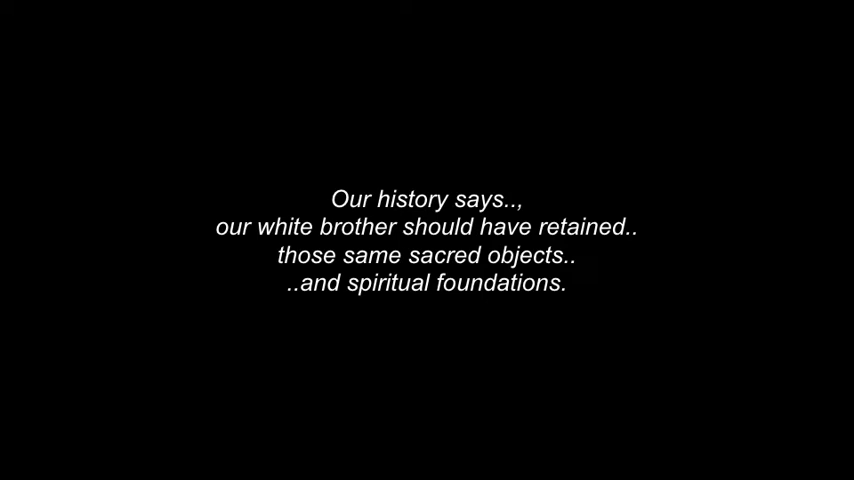 Our history says..,
our white brother should have retained..
those same sacred objects..
..and spiritual foundations.